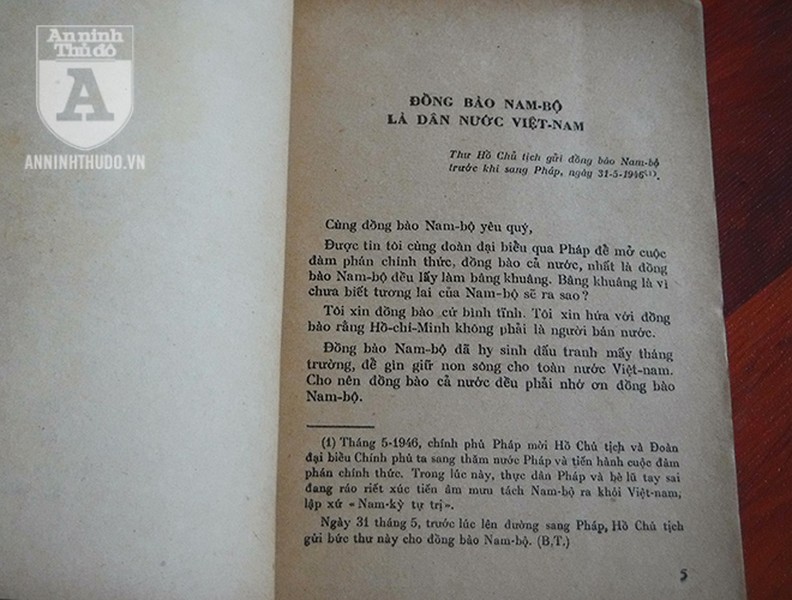 An ninh
Thủ đô
A
ANNINHTHUDO.VN
ĐỒNG BÀO NAM-BỘ
LÀ DÂN NƯỚC VIỆT-NAM
Thư Hồ Chủ tịch gửi đồng bào Nam-bộ
trước khi sang Pháp, ngày 31-5-1946(1).
Cùng đồng bào Nam-bộ yêu quý,
Được tin tôi cùng đoàn đại biểu qua Pháp để mở cuộc
đàm phán chính thức, đồng bào cả nước, nhất là đồng
bào Nam-bộ đều lấy làm bâng khuâng. Bâng khuâng là vì
chưa biết tương lai của Nam-bộ sẽ ra sao?
Tôi xin đồng bào cứ bình tĩnh. Tôi xin hứa với đồng
bào rằng Hồ-chí-Minh không phải là người bán nước.
Đồng bào Nam-bộ đã hy sinh đấu tranh mấy tháng
trường, để gìn giữ non sông cho toàn nước Việt-nam.
Cho nên đồng bào cả nước đều phải nhớ ơn đồng bào
Nam-bộ.
(1) Tháng 5-1946, chính phủ Pháp mời Hồ Chủ tịch và Đoàn
đại biểu Chính phủ ta sang thăm nước Pháp và tiến hành cuộc đàm
phán chính thức. Trong lúc này, thực dân Pháp và bè lũ tay sai
đang ráo riết xúc tiến âm mưu tách Nam-bộ ra khỏi Việt-nam,
lập xứ «Nam-kỳ tự trị».
Ngày 31 tháng 5, trước lúc lên đường sang Pháp, Hồ Chủ tịch
gửi bức thư này cho đồng bào Nam-bộ. (B.T.)
5